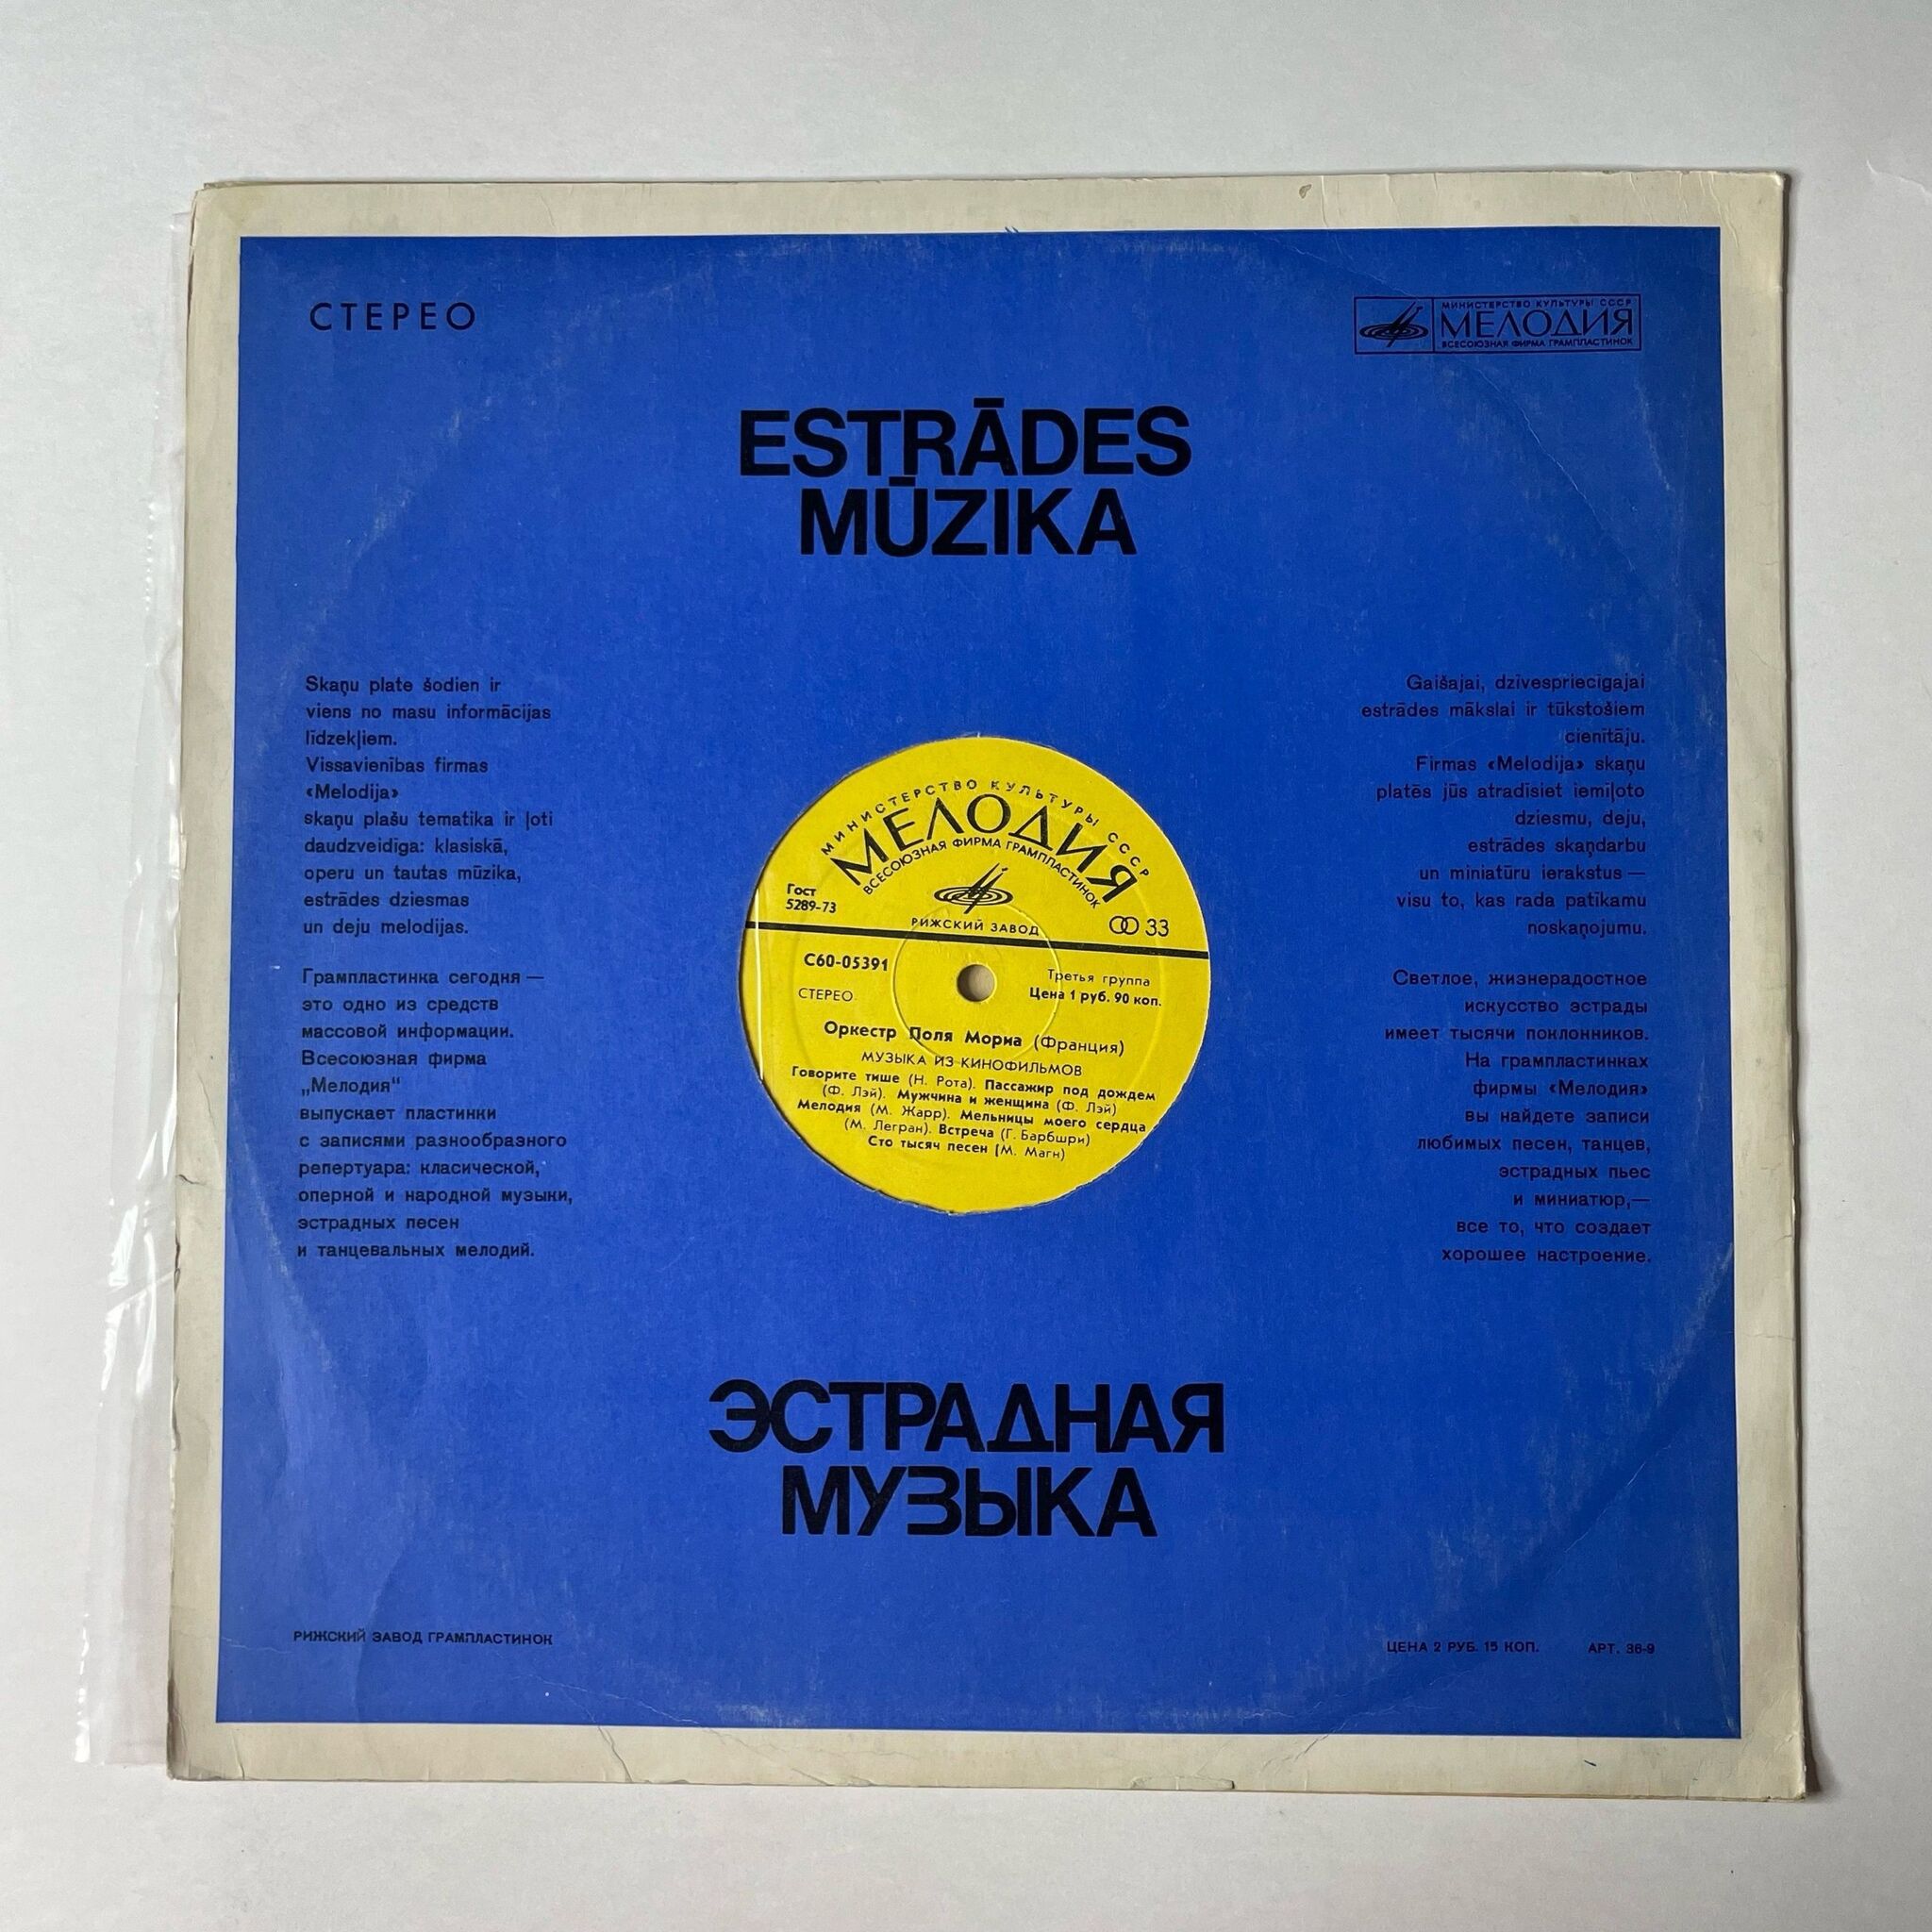 СТЕРЕО
МИНИСТЕРСТВО КУЛЬТУРЫ СССР
МЕЛОДИЯ
ВСЕСОЮЗНАЯ ФИРМА ГРАМПЛАСТИНОК
ESTRĀDES
MŪZIKA
Skaņu plate šodien ir
viens no masu informācijas
līdzekļiem.
Vissavienības firmas
«Melodija»
skaņu plašu tematika ir ļoti
daudzveidīga: klasiskā,
operu un tautas mūzika,
estrādes dziesmas
un deju melodijas.
Грампластинка сегодня —
это одно из средств
массовой информации.
Всесоюзная фирма
„Мелодия“
выпускает пластинки
с записями разнообразного
репертуара: класической,
оперной и народной музыки,
эстрадных песен
и танцевальных мелодий.
МИНИСТЕРСТВО КУЛЬТУРЫ СССР
МЕЛОДИЯ
ВСЕСОЮЗНАЯ ФИРМА ГРАМПЛАСТИНОК
Гост
5289-73
РИЖСКИЙ ЗАВОД
33
С60-05391
СТЕРЕО
Третья группа
Цена 1 руб. 90 коп.
Оркестр Поля Мориа (Франция)
МУЗЫКА ИЗ КИНОФИЛЬМОВ
Говорите тише (Н. Рота). Пассажир под дождем
(Ф. Лэй). Мужчина и женщина (Ф. Лэй)
Мелодия (М. Жарр). Мельницы моего сердца
(М. Легран). Встреча (Г. Барбшри)
Сто тысяч песен (М. Магн)
Gaišajai, dzīvespriecīgajai
estrādes mākslai ir tūkstošiem
cienītāju.
Firmas «Melodija» skaņu
platēs jūs atradīsiet iemīļoto
dziesmu, deju,
estrādes skaņdarbu
un miniatūru ierakstus —
visu to, kas rada patīkamu
noskaņojumu.
Светлое, жизнерадостное
искусство эстрады
имеет тысячи поклонников.
На грампластинках
фирмы «Мелодия»
вы найдете записи
любимых песен, танцев,
эстрадных пьес
и миниатюр,—
все то, что создает
хорошее настроение.
ЭСТРАДНАЯ
МУЗЫКА
РИЖСКИЙ ЗАВОД ГРАМПЛАСТИНОК
ЦЕНА 2 РУБ. 15 КОП. АРТ. 36-9